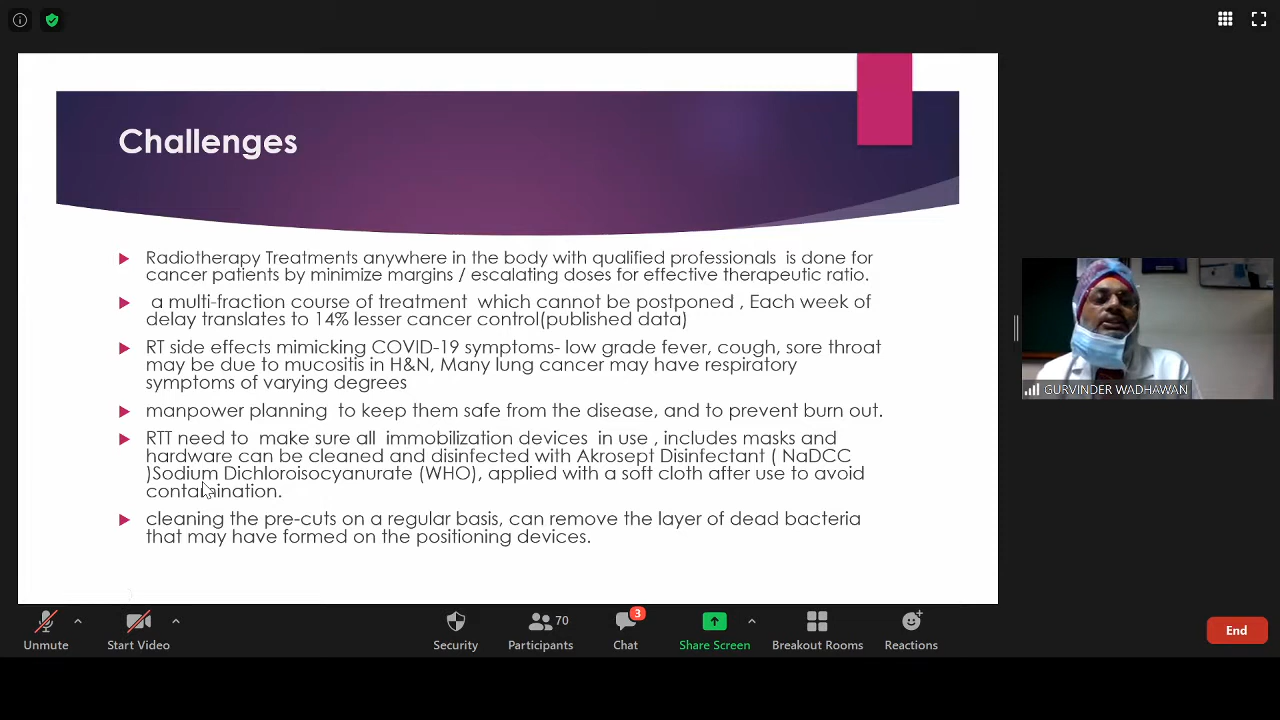 Challenges
Radiotherapy Treatments anywhere in the body with qualified professionals is done for
cancer patients by minimize margins / escalating doses for effective therapeutic ratio.
a multi-fraction course of treatment which cannot be postponed , Each week of
delay translates to 14% lesser cancer control(published data)
RT side effects mimicking COVID-19 symptoms- low grade fever, cough, sore throat
may be due to mucositis in H&N, Many lung cancer may have respiratory
symptoms of varying degrees
manpower planning to keep them safe from the disease, and to prevent burn out.
RTT need to make sure all immobilization devices in use , includes masks and
hardware can be cleaned and disinfected with Akrosept Disinfectant ( NaDCC
)Sodium Dichloroisocyanurate (WHO), applied with a soft cloth after use to avoid
contamination.
cleaning the pre-cuts on a regular basis, can remove the layer of dead bacteria
that may have formed on the positioning devices.
GURVINDER WADHAWAN
70
3
Unmute
Start Video
Security
Participants
Chat
Share Screen
Breakout Rooms
Reactions
End